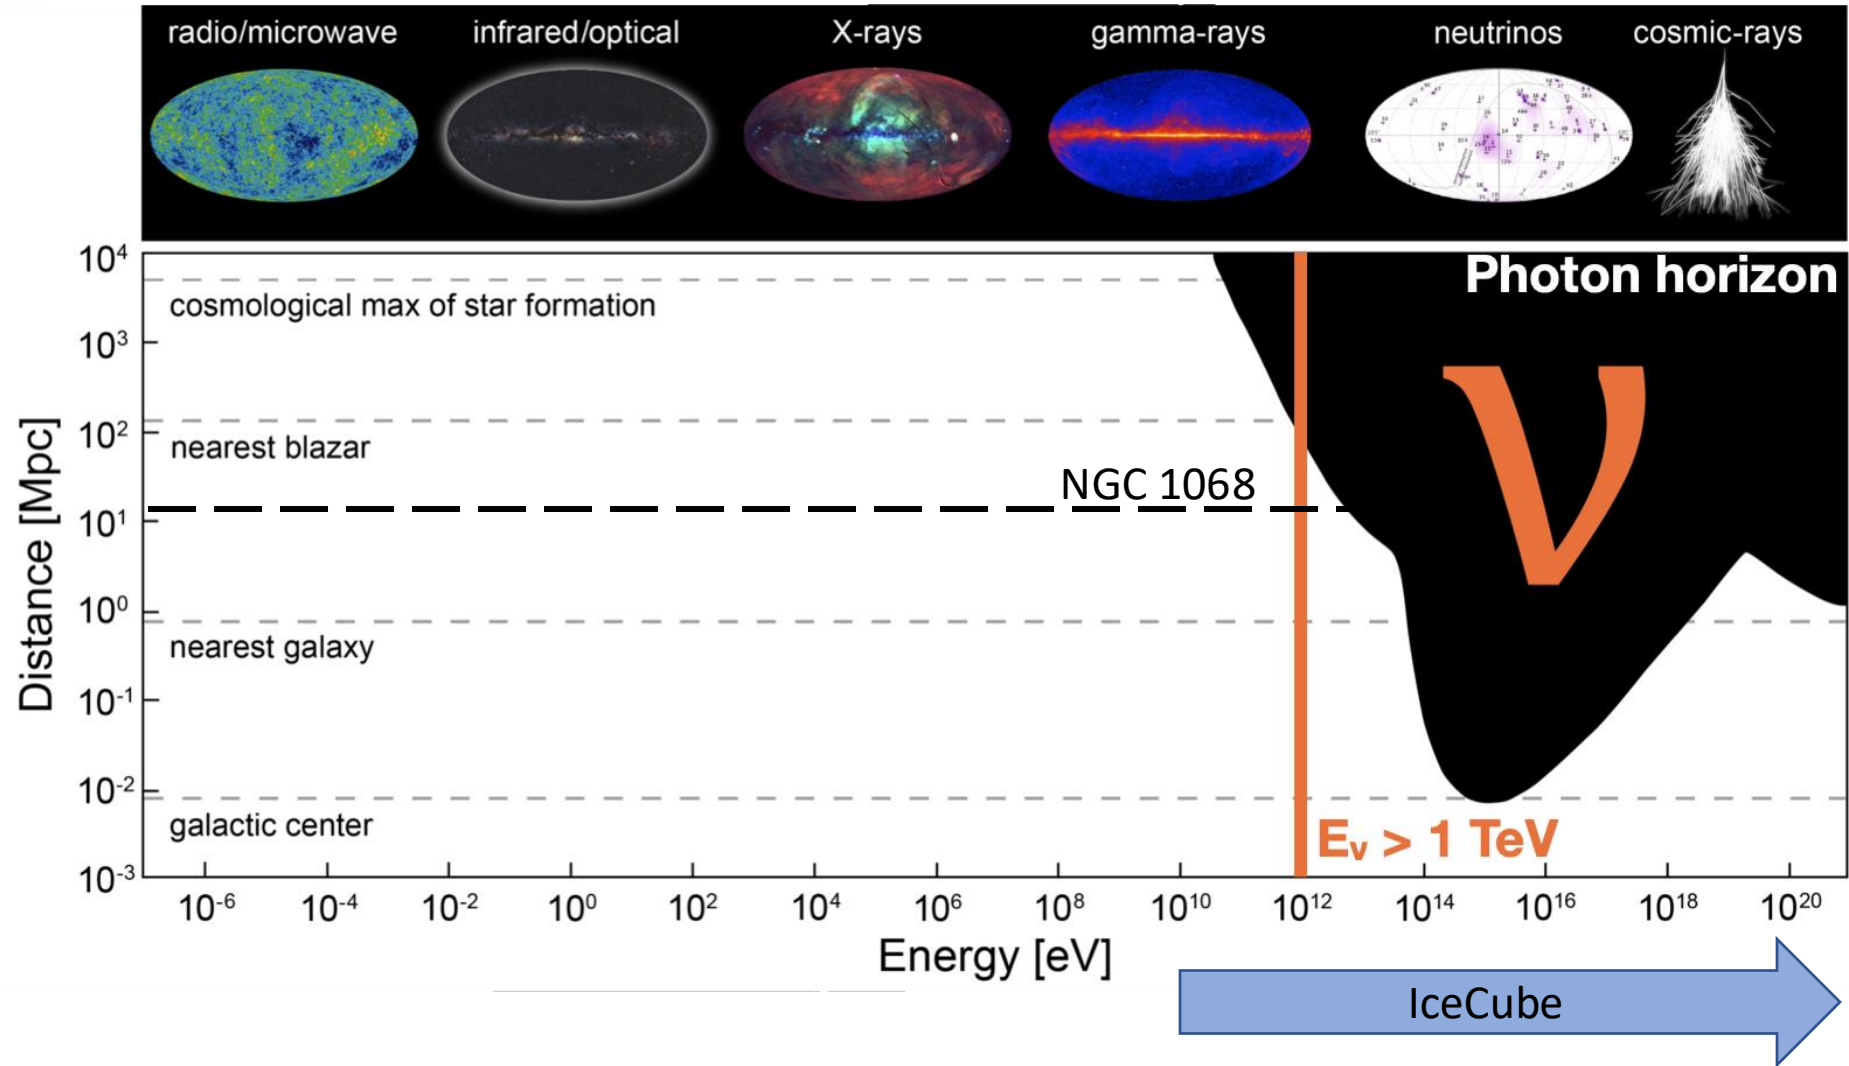 radio/microwave infrared/optical X-rays gamma-rays neutrinos cosmic-rays
Photon horizon
10⁴
cosmological max of star formation
10³
10²
nearest blazar
NGC 1068
10¹
ν
10⁰
nearest galaxy
10⁻¹
10⁻²
galactic center
Eᵥ > 1 TeV
10⁻³
Distance [Mpc]
10⁻⁶ 10⁻⁴ 10⁻² 10⁰ 10² 10⁴ 10⁶ 10⁸ 10¹⁰ 10¹² 10¹⁴ 10¹⁶ 10¹⁸ 10²⁰
Energy [eV]
IceCube